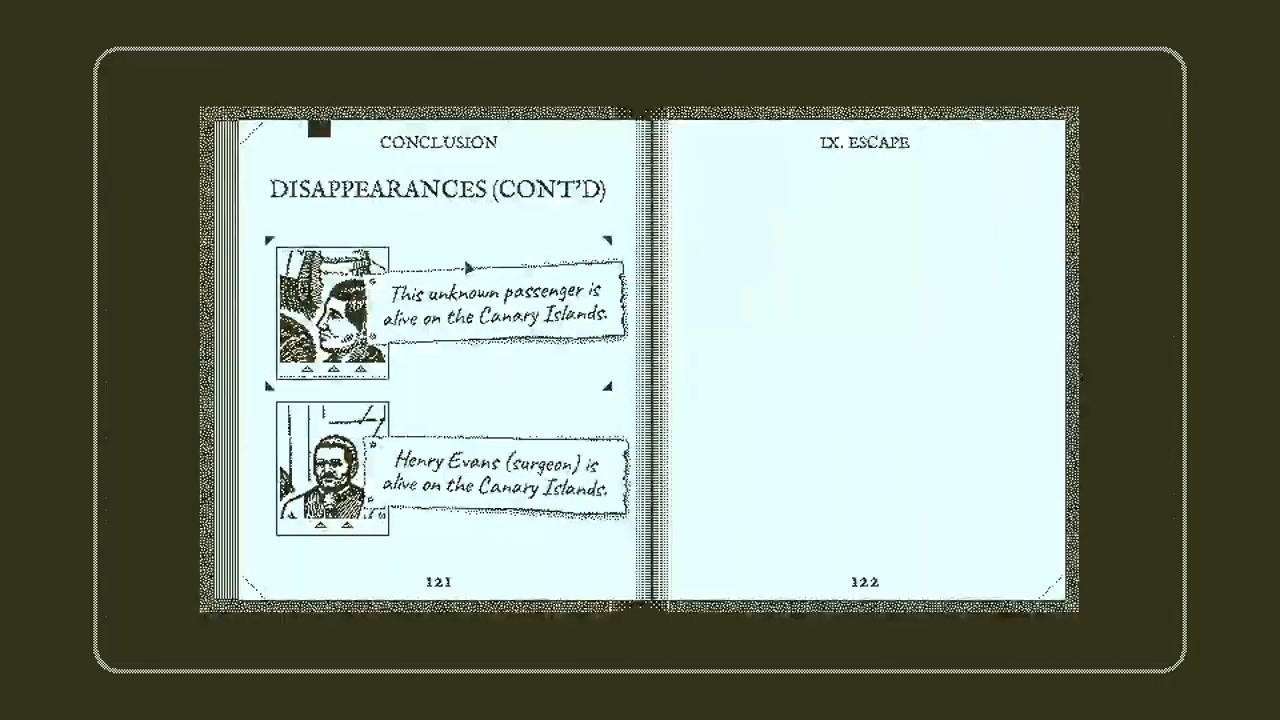 CONCLUSION
DISAPPEARANCES (CONT'D)
This unknown passenger is
alive on the Canary Islands.
Henry Evans (surgeon) is
alive on the Canary Islands.
121
IX. ESCAPE
122